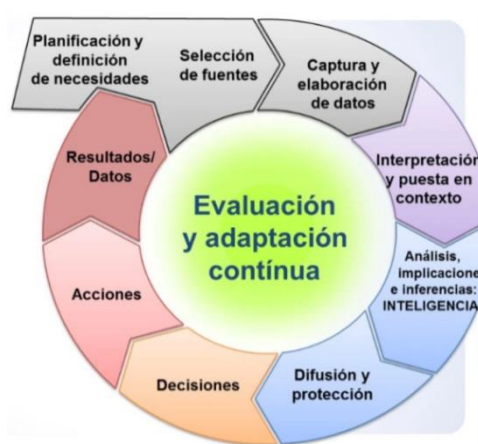 Planificación y
definición
de necesidades
Selección
de fuentes
Captura y
elaboración
de datos
Interpretación
y puesta en
contexto
Análisis,
implicacione
e inferencias:
INTELIGENCIA
Difusión y
protección
Decisiones
Acciones
Resultados/
Datos
Evaluación
y adaptación
contínua